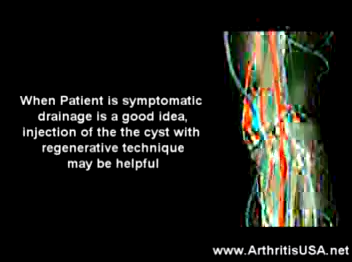 When Patient is symptomatic
drainage is a good idea,
injection of the the cyst with
regenerative technique
may be helpful
www.ArthritisUSA.net